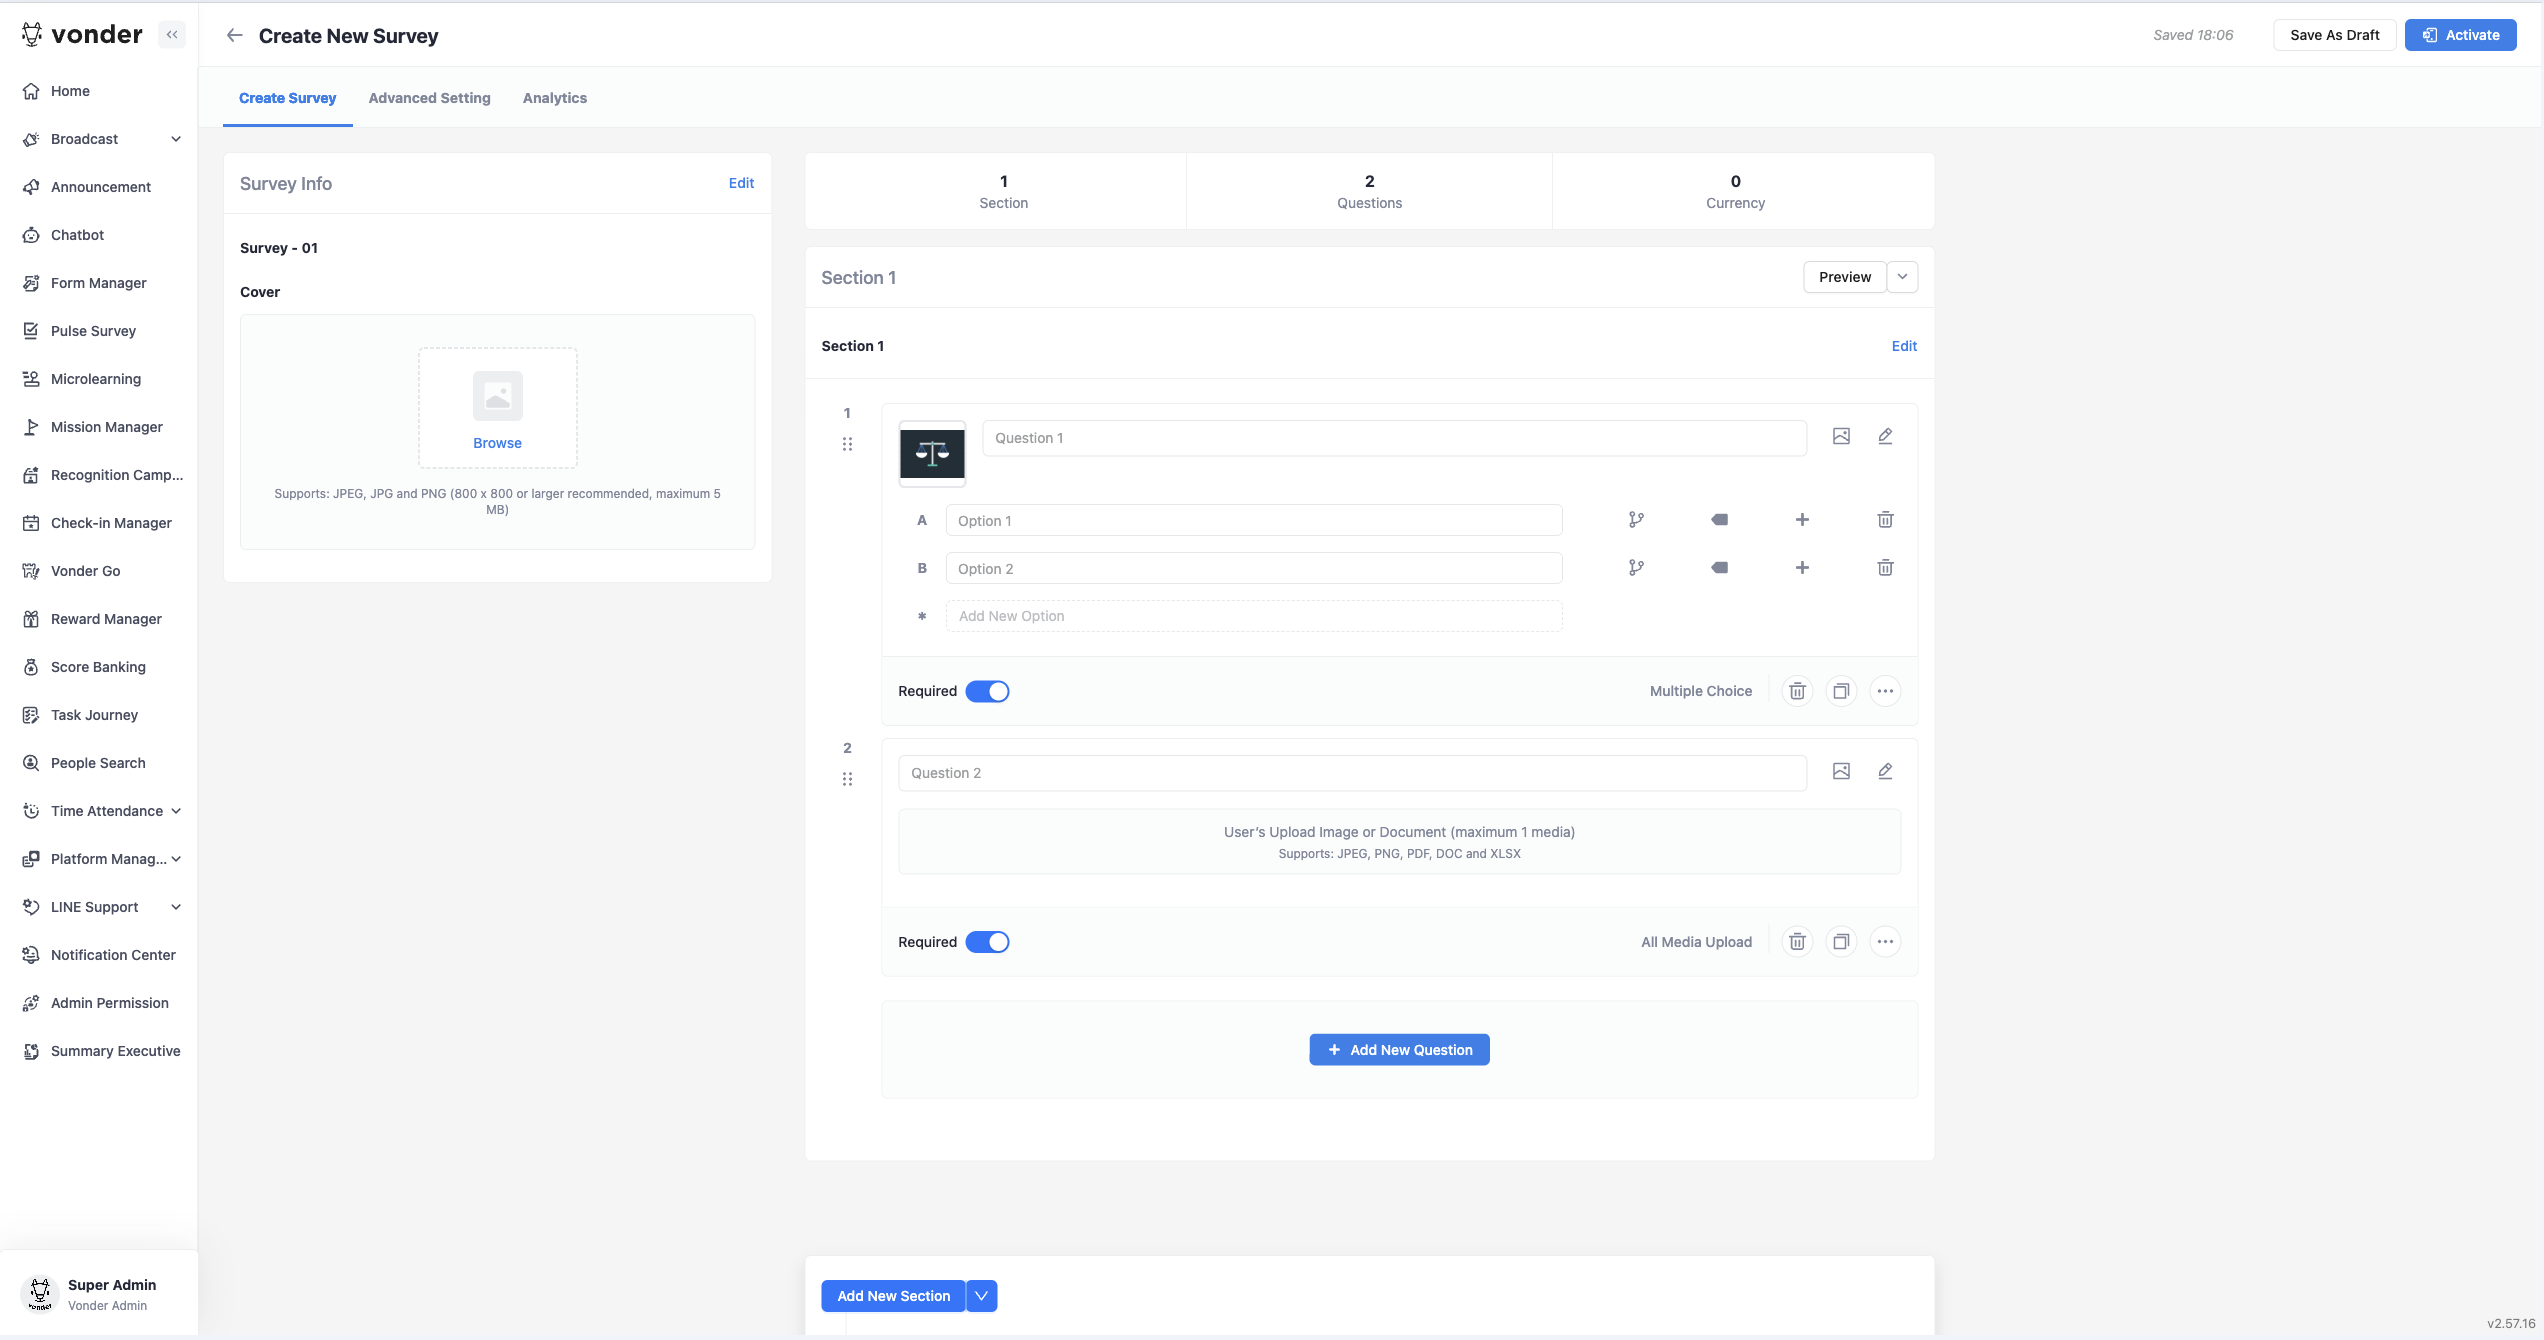 vonder
Create New Survey
Saved 18:06
Save As Draft
Activate
Home
Broadcast
Announcement
Chatbot
Form Manager
Pulse Survey
Microlearning
Mission Manager
Recognition Camp...
Check-in Manager
Vonder Go
Reward Manager
Score Banking
Task Journey
People Search
Time Attendance
Platform Manag...
LINE Support
Notification Center
Admin Permission
Summary Executive
Super Admin
Vonder Admin
Create Survey
Advanced Setting
Analytics
Survey Info
Edit
Survey - 01
Cover
Browse
Supports: JPEG, JPG and PNG (800 x 800 or larger recommended, maximum 5
MB)
1
Section
2
Questions
0
Currency
Section 1
Preview
Section 1
Edit
1
Question 1
A
Option 1
B
Option 2
*
Add New Option
Required
Multiple Choice
2
Question 2
User's Upload Image or Document (maximum 1 media)
Supports: JPEG, PNG, PDF, DOC and XLSX
Required
All Media Upload
+ Add New Question
Add New Section
v2.57.16